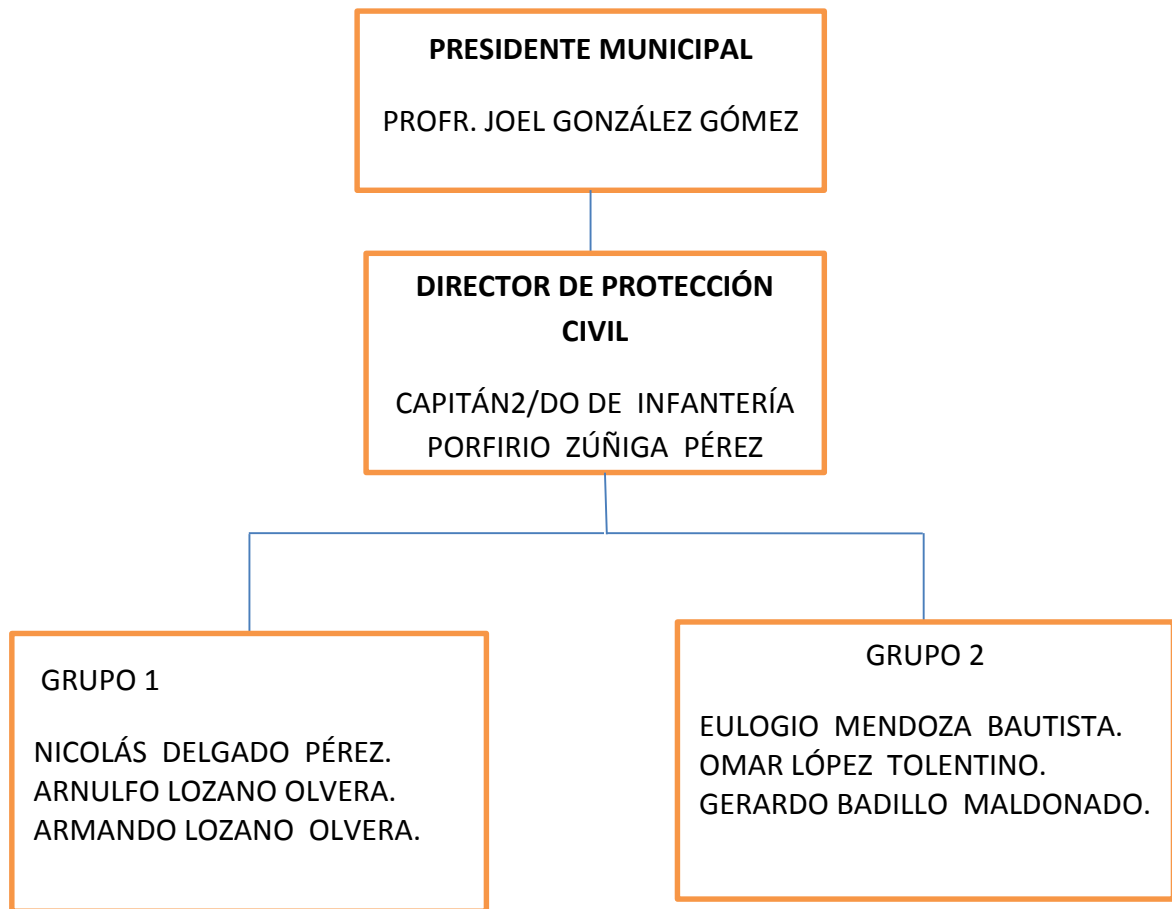 PRESIDENTE MUNICIPAL
PROFR. JOEL GONZÁLEZ GÓMEZ
DIRECTOR DE PROTECCIÓN
CIVIL
CAPITÁN2/DO DE INFANTERÍA
PORFIRIO ZÚÑIGA PÉREZ
GRUPO 1
NICOLÁS DELGADO PÉREZ.
ARNULFO LOZANO OLVERA.
ARMANDO LOZANO OLVERA.
GRUPO 2
EULOGIO MENDOZA BAUTISTA.
OMAR LÓPEZ TOLENTINO.
GERARDO BADILLO MALDONADO.